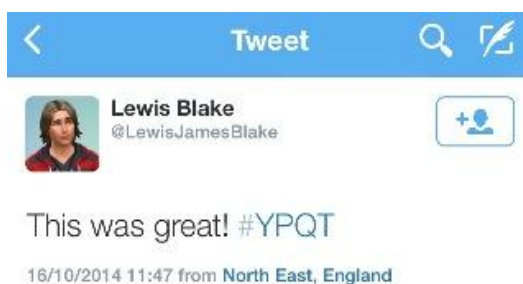 Tweet
Lewis Blake
@LewisJamesBlake
This was great! #YPQT
16/10/2014 11:47 from North East, England